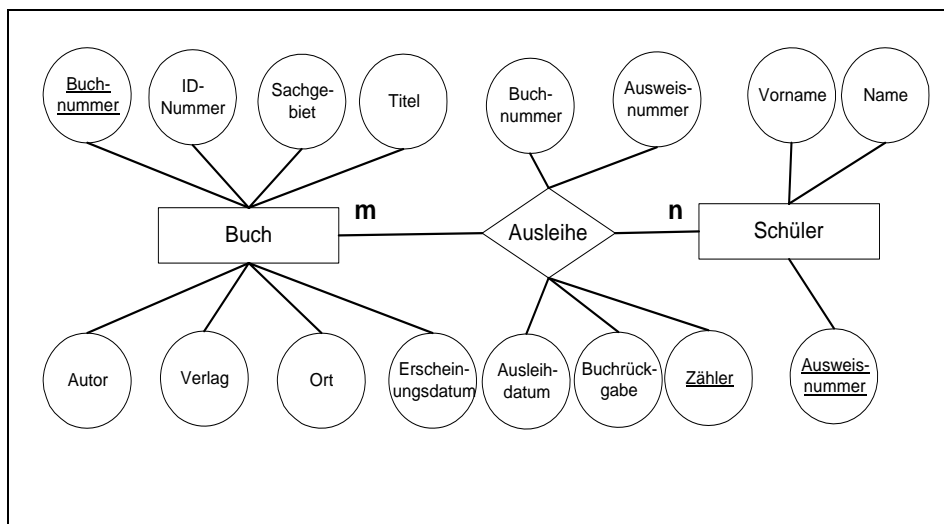 Buch-
nummer
ID-
Nummer
Sachge-
biet
Titel
Buch-
nummer
Ausweis-
nummer
Vorname
Name
m
n
Buch
Ausleihe
Schüler
Autor
Verlag
Ort
Erschein-
ungsdatum
Ausleih-
datum
Buchrück-
gabe
Zähler
Ausweis-
nummer